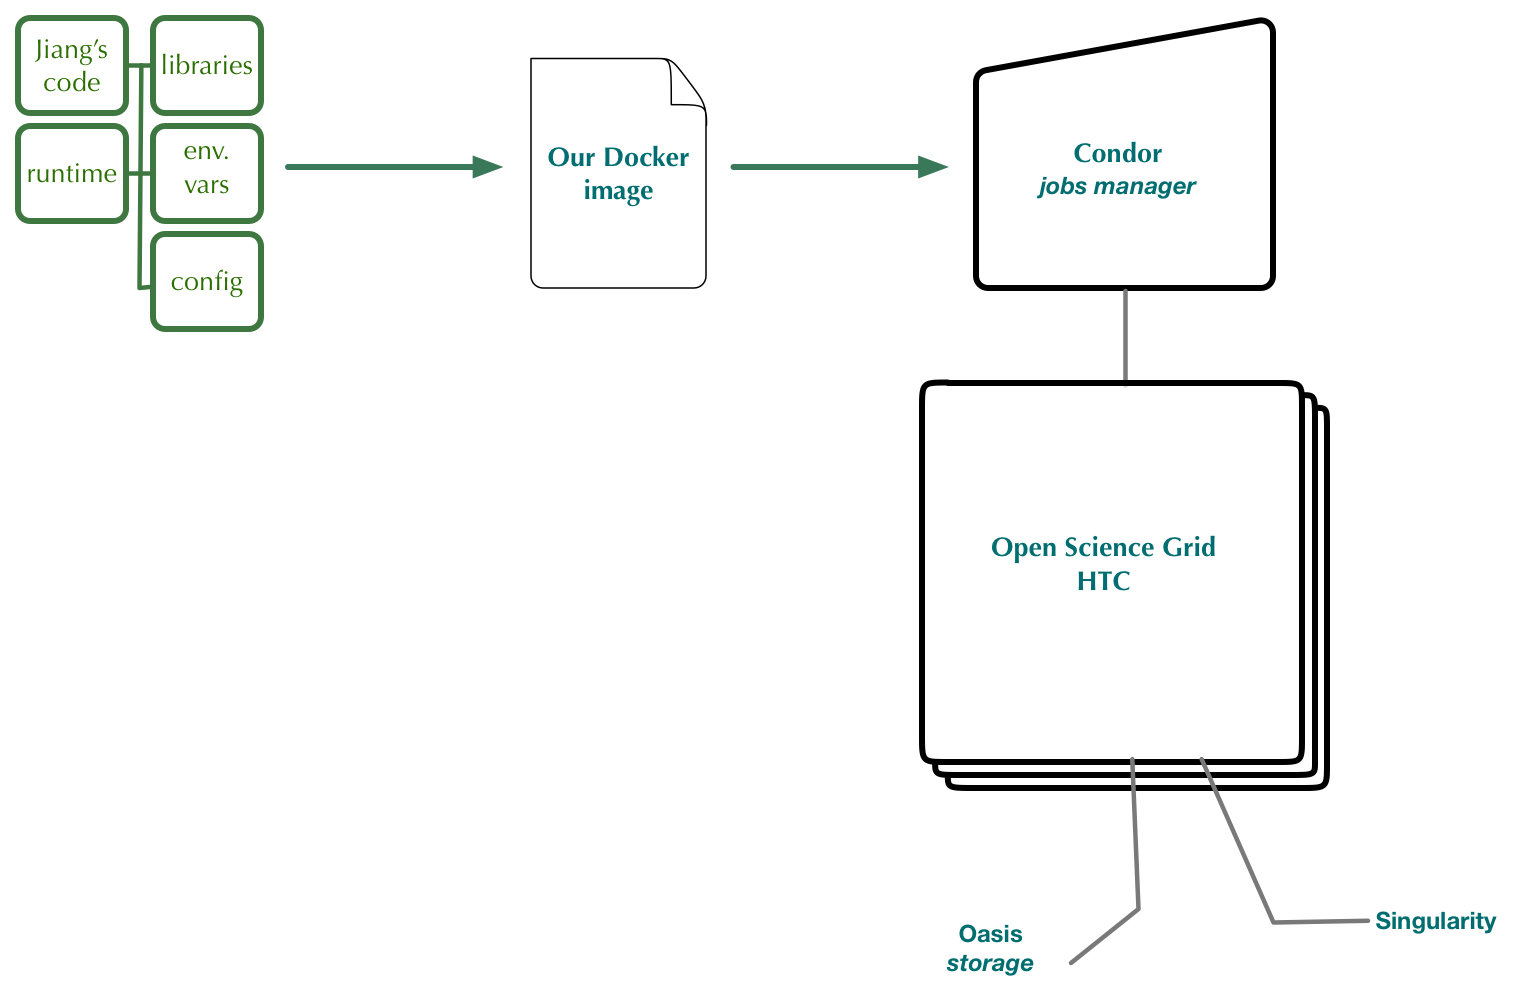 Jiang’s
code
libraries
runtime
env.
vars
config
Our Docker
image
Condor
jobs manager
Open Science Grid
HTC
Oasis
storage
Singularity